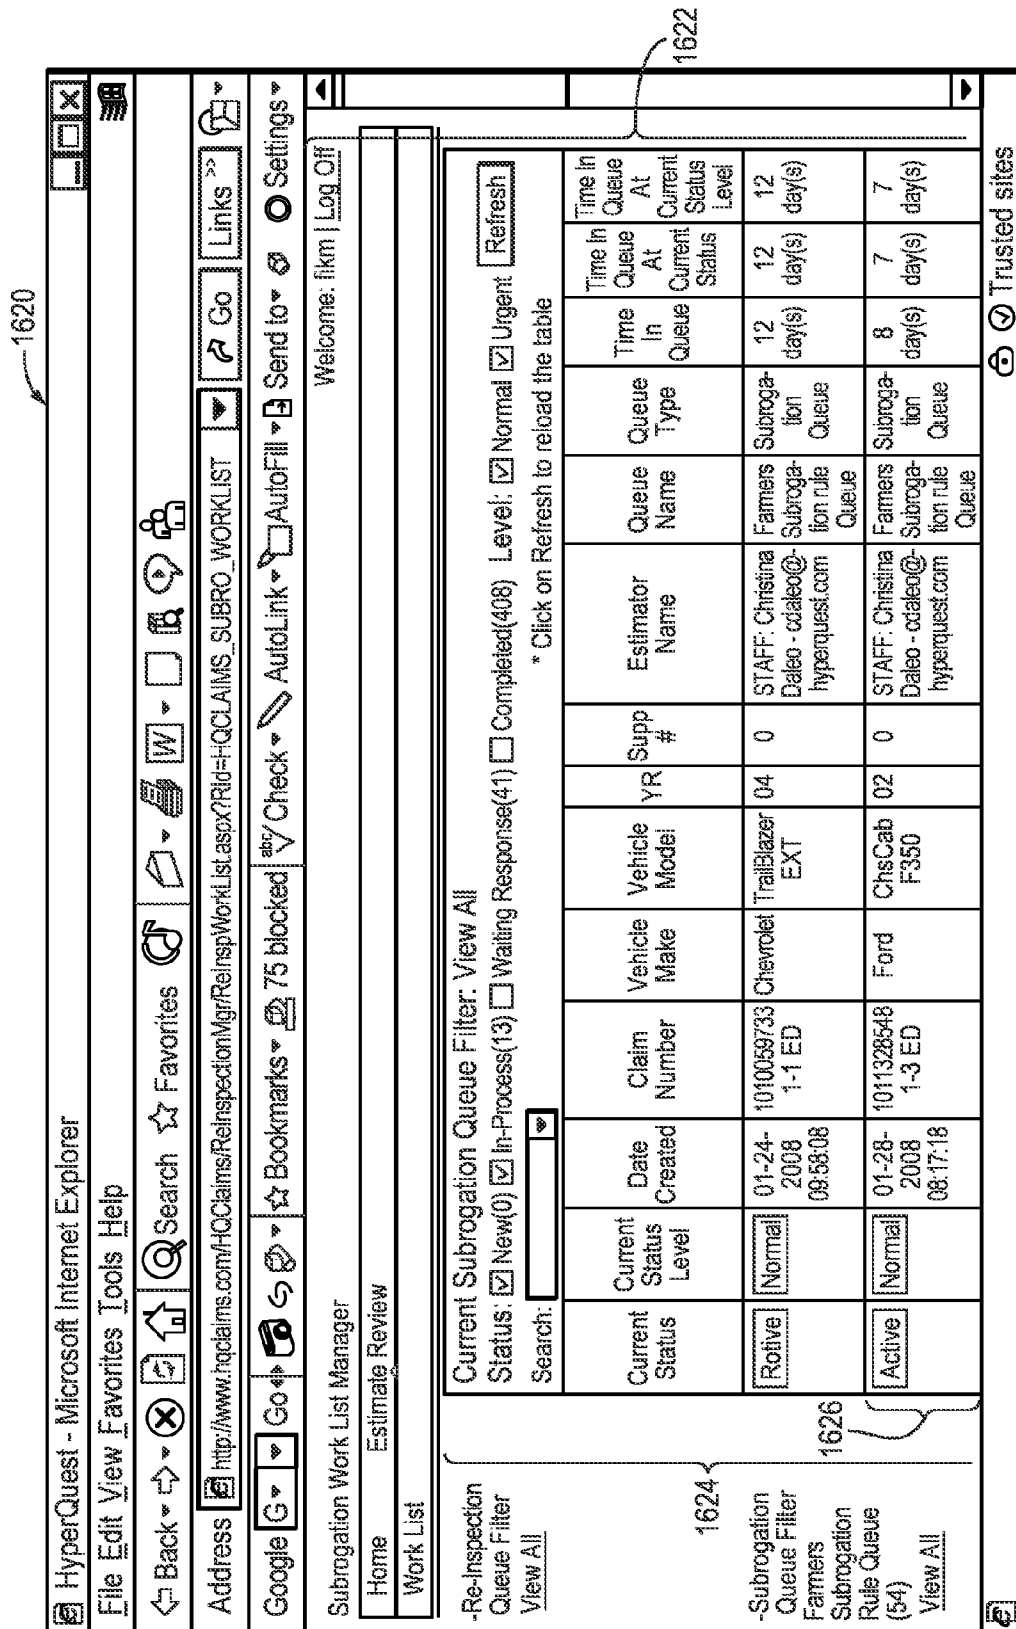 1620
HyperQuest - Microsoft Internet Explorer
File Edit View Favorites Tools Help
Back Search Favorites W
Address http://www.hqclaims.com/HQClaims/ReInspectionMgr/ReInspWorkList.aspx?Rid=HQCLAIMS_SUBRO_WORKLIST Go Links >>
Google G Go Bookmarks 75 blocked abc Check AutoLink AutoFill Send to Settings
Subrogation Work List Manager Welcome: fikm | Log Off
Home Estimate Review
Work List
1622
-Re-Inspection
Queue Filter
View All
1624
-Subrogation
Queue Filter
Farmers
Subrogation
Rule Queue
(54)
View All
1626
Current Subrogation Queue Filter: View All
Status: New(0) In-Process(13) Waiting Response(41) Completed(408) Level: Normal Urgent Refresh
Search: * Click on Refresh to reload the table
Current Status Current Status Level Date Created Claim Number Vehicle Make Vehicle Model YR Supp # Estimator Name Queue Name Queue Type Time In Queue Time In Queue At Current Status Time In Queue At Current Status Level
Rotive Normal 01-24-2008 09:58:08 1010059733 1-1 ED Chevrolet TrailBlazer EXT 04 0 STAFF: Christina Daleo - cdaleo@-hyperquest.com Farmers Subroga-tion rule Queue Subroga-tion Queue 12 day(s) 12 day(s) 12 day(s)
Active Normal 01-28-2008 08:17:18 1011328548 1-3 ED Ford ChsCab F350 02 0 STAFF: Christina Daleo - cdaleo@-hyperquest.com Farmers Subroga-tion rule Queue Subroga-tion Queue 8 day(s) 7 day(s) 7 day(s)
Trusted sites